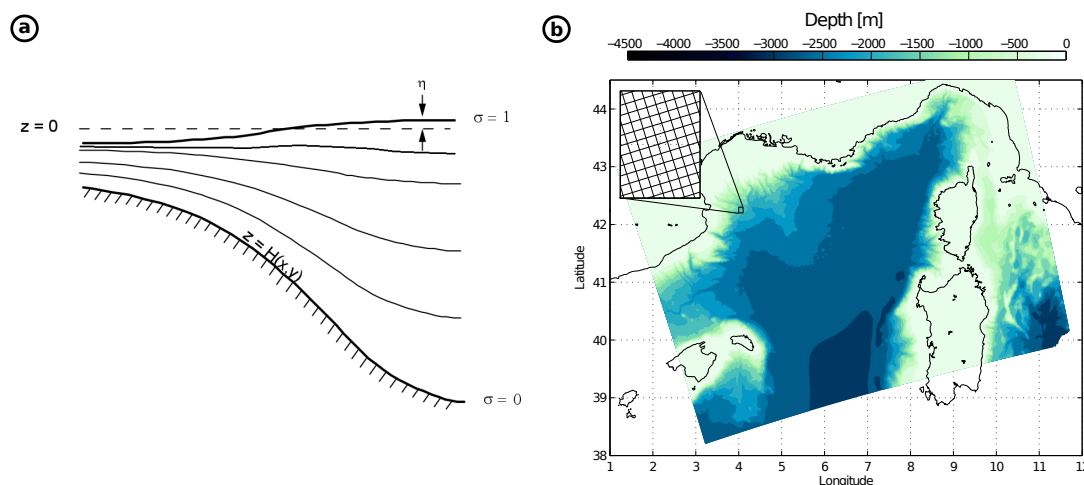 a
η
σ = 1
z = 0
z = H(x,y)
σ = 0
b
Depth [m]
−4500 −4000 −3500 −3000 −2500 −2000 −1500 −1000 −500 0
44
43
42
41
40
39
38
Latitude
1 2 3 4 5 6 7 8 9 10 11 12
Longitude